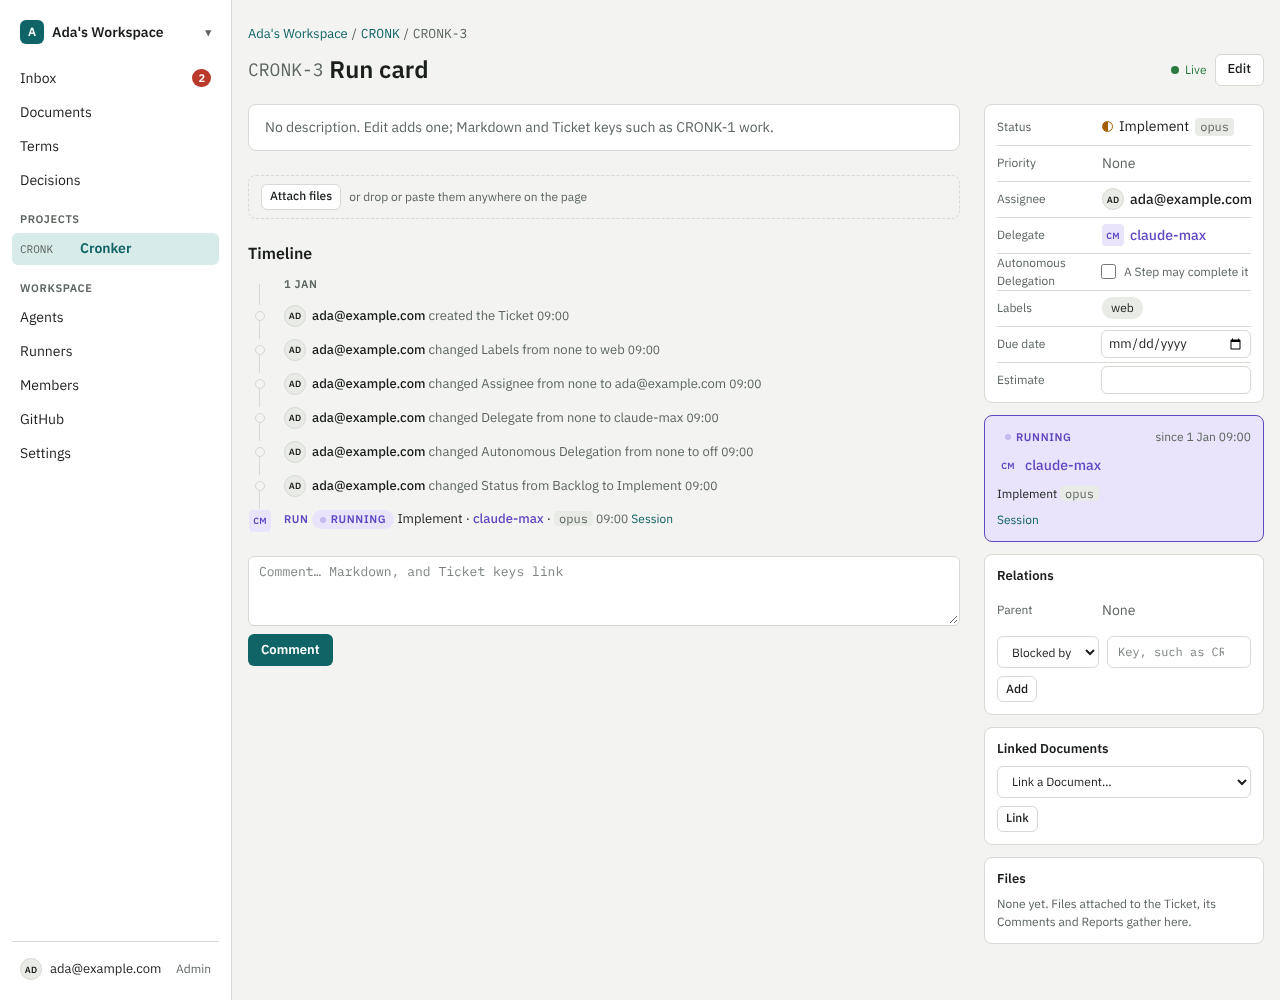 A Ada's Workspace ▾
Inbox 2
Documents
Terms
Decisions
PROJECTS
CRONK Cronker
WORKSPACE
Agents
Runners
Members
GitHub
Settings
AD ada@example.com Admin
Ada's Workspace / CRONK / CRONK-3
CRONK-3 Run card
Live Edit
No description. Edit adds one; Markdown and Ticket keys such as CRONK-1 work.
Attach files or drop or paste them anywhere on the page
Timeline
1 JAN
AD ada@example.com created the Ticket 09:00
AD ada@example.com changed Labels from none to web 09:00
AD ada@example.com changed Assignee from none to ada@example.com 09:00
AD ada@example.com changed Delegate from none to claude-max 09:00
AD ada@example.com changed Autonomous Delegation from none to off 09:00
AD ada@example.com changed Status from Backlog to Implement 09:00
CM RUN RUNNING Implement · claude-max · opus 09:00 Session
Comment… Markdown, and Ticket keys link
Comment
Status Implement opus
Priority None
Assignee AD ada@example.com
Delegate CM claude-max
Autonomous Delegation A Step may complete it
Labels web
Due date mm/dd/yyyy
Estimate
RUNNING since 1 Jan 09:00
CM claude-max
Implement opus
Session
Relations
Parent None
Blocked by Key, such as CR
Add
Linked Documents
Link a Document…
Link
Files
None yet. Files attached to the Ticket, its
Comments and Reports gather here.